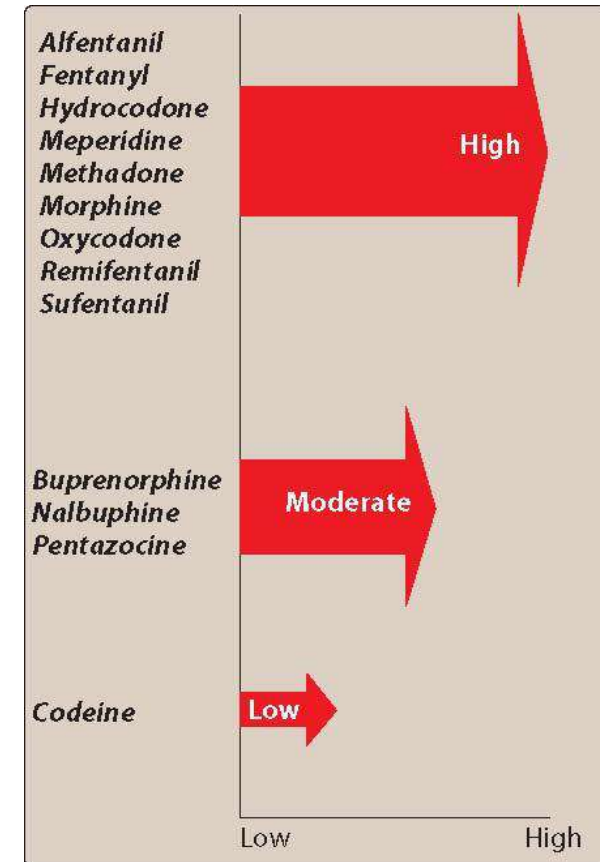 Alfentanil
Fentanyl
Hydrocodone
Meperidine
Methadone
Morphine
Oxycodone
Remifentanil
Sufentanil
High
Buprenorphine
Nalbuphine
Pentazocine
Moderate
Codeine
Low
Low High